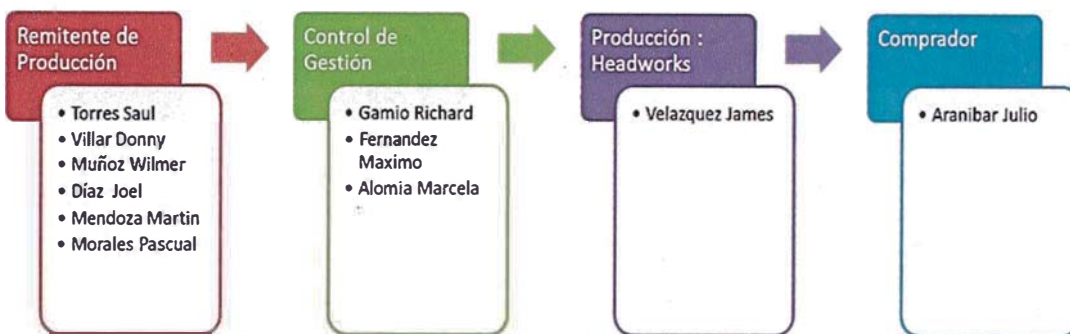 Remitente de
Producción
• Torres Saul
• Villar Donny
• Muñoz Wilmer
• Díaz Joel
• Mendoza Martin
• Morales Pascual
Control de
Gestión
• Gamio Richard
• Fernandez
Maximo
• Alomia Marcela
Producción :
Headworks
• Velazquez James
Comprador
• Aranibar Julio